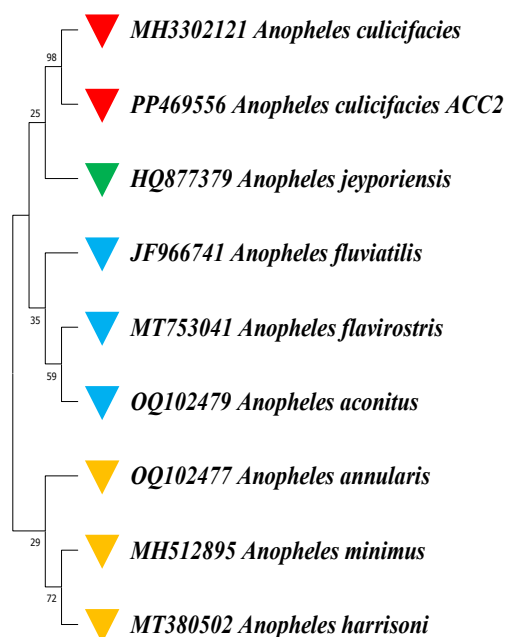 MH3302121 Anopheles culicifacies
98
PP469556 Anopheles culicifacies ACC2
25
HQ877379 Anopheles jeyporiensis
JF966741 Anopheles fluviatilis
35
MT753041 Anopheles flavirostris
59
OQ102479 Anopheles aconitus
OQ102477 Anopheles annularis
29
MH512895 Anopheles minimus
72
MT380502 Anopheles harrisoni